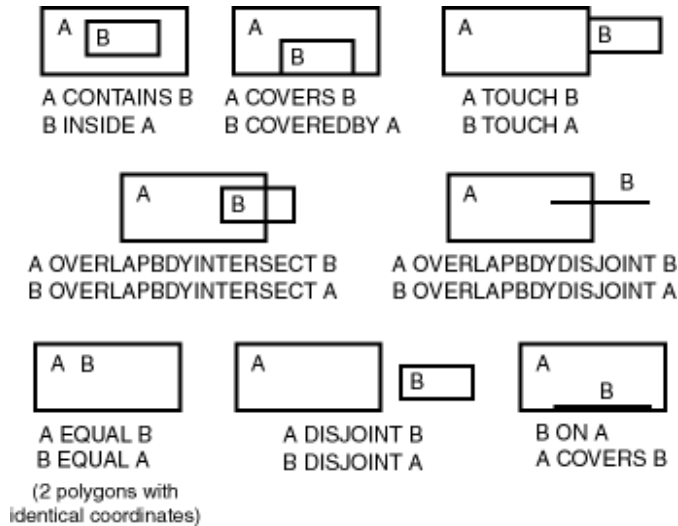 A
B
A CONTAINS B
B INSIDE A
A
B
A COVERS B
B COVEREDBY A
A
B
A TOUCH B
B TOUCH A
A
B
A OVERLAPBDYINTERSECT B
B OVERLAPBDYINTERSECT A
A
B
A OVERLAPBDYDISJOINT B
B OVERLAPBDYDISJOINT A
A B
A EQUAL B
B EQUAL A
(2 polygons with
identical coordinates)
A
B
A DISJOINT B
B DISJOINT A
A
B
B ON A
A COVERS B